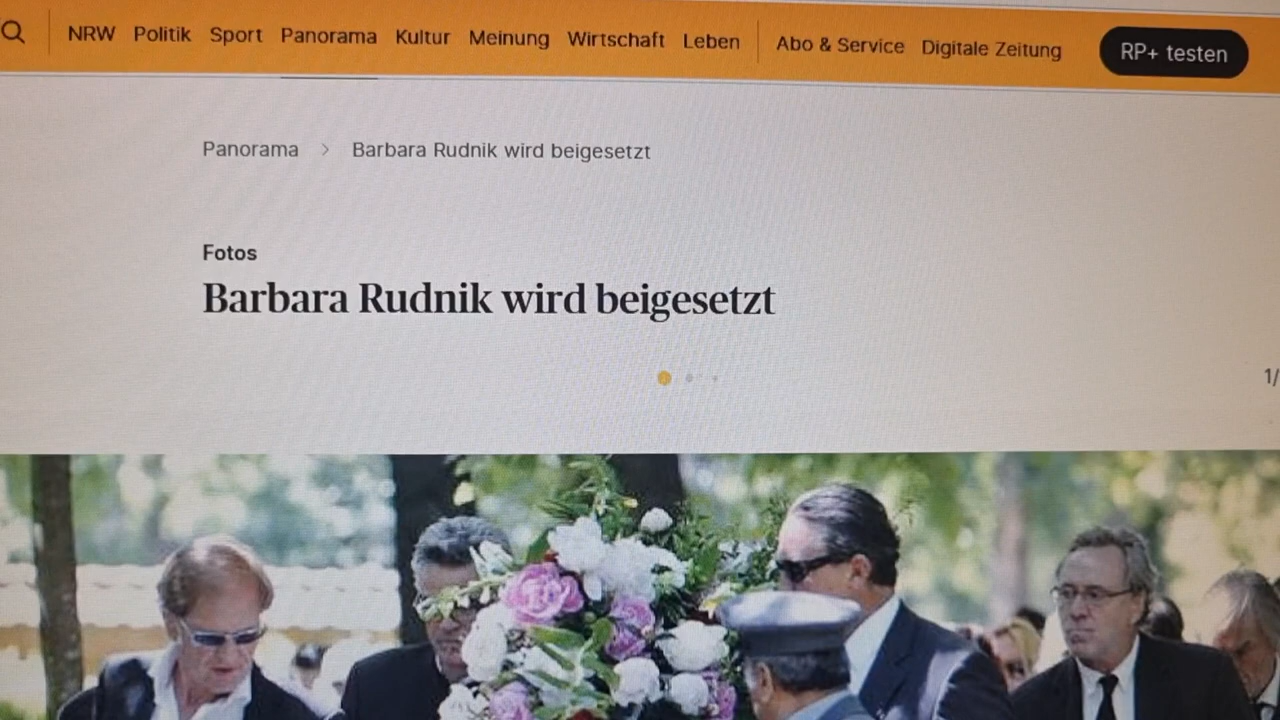 NRW Politik Sport Panorama Kultur Meinung Wirtschaft Leben Abo & Service Digitale Zeitung RP+ testen
Panorama > Barbara Rudnik wird beigesetzt
Fotos
Barbara Rudnik wird beigesetzt
1/